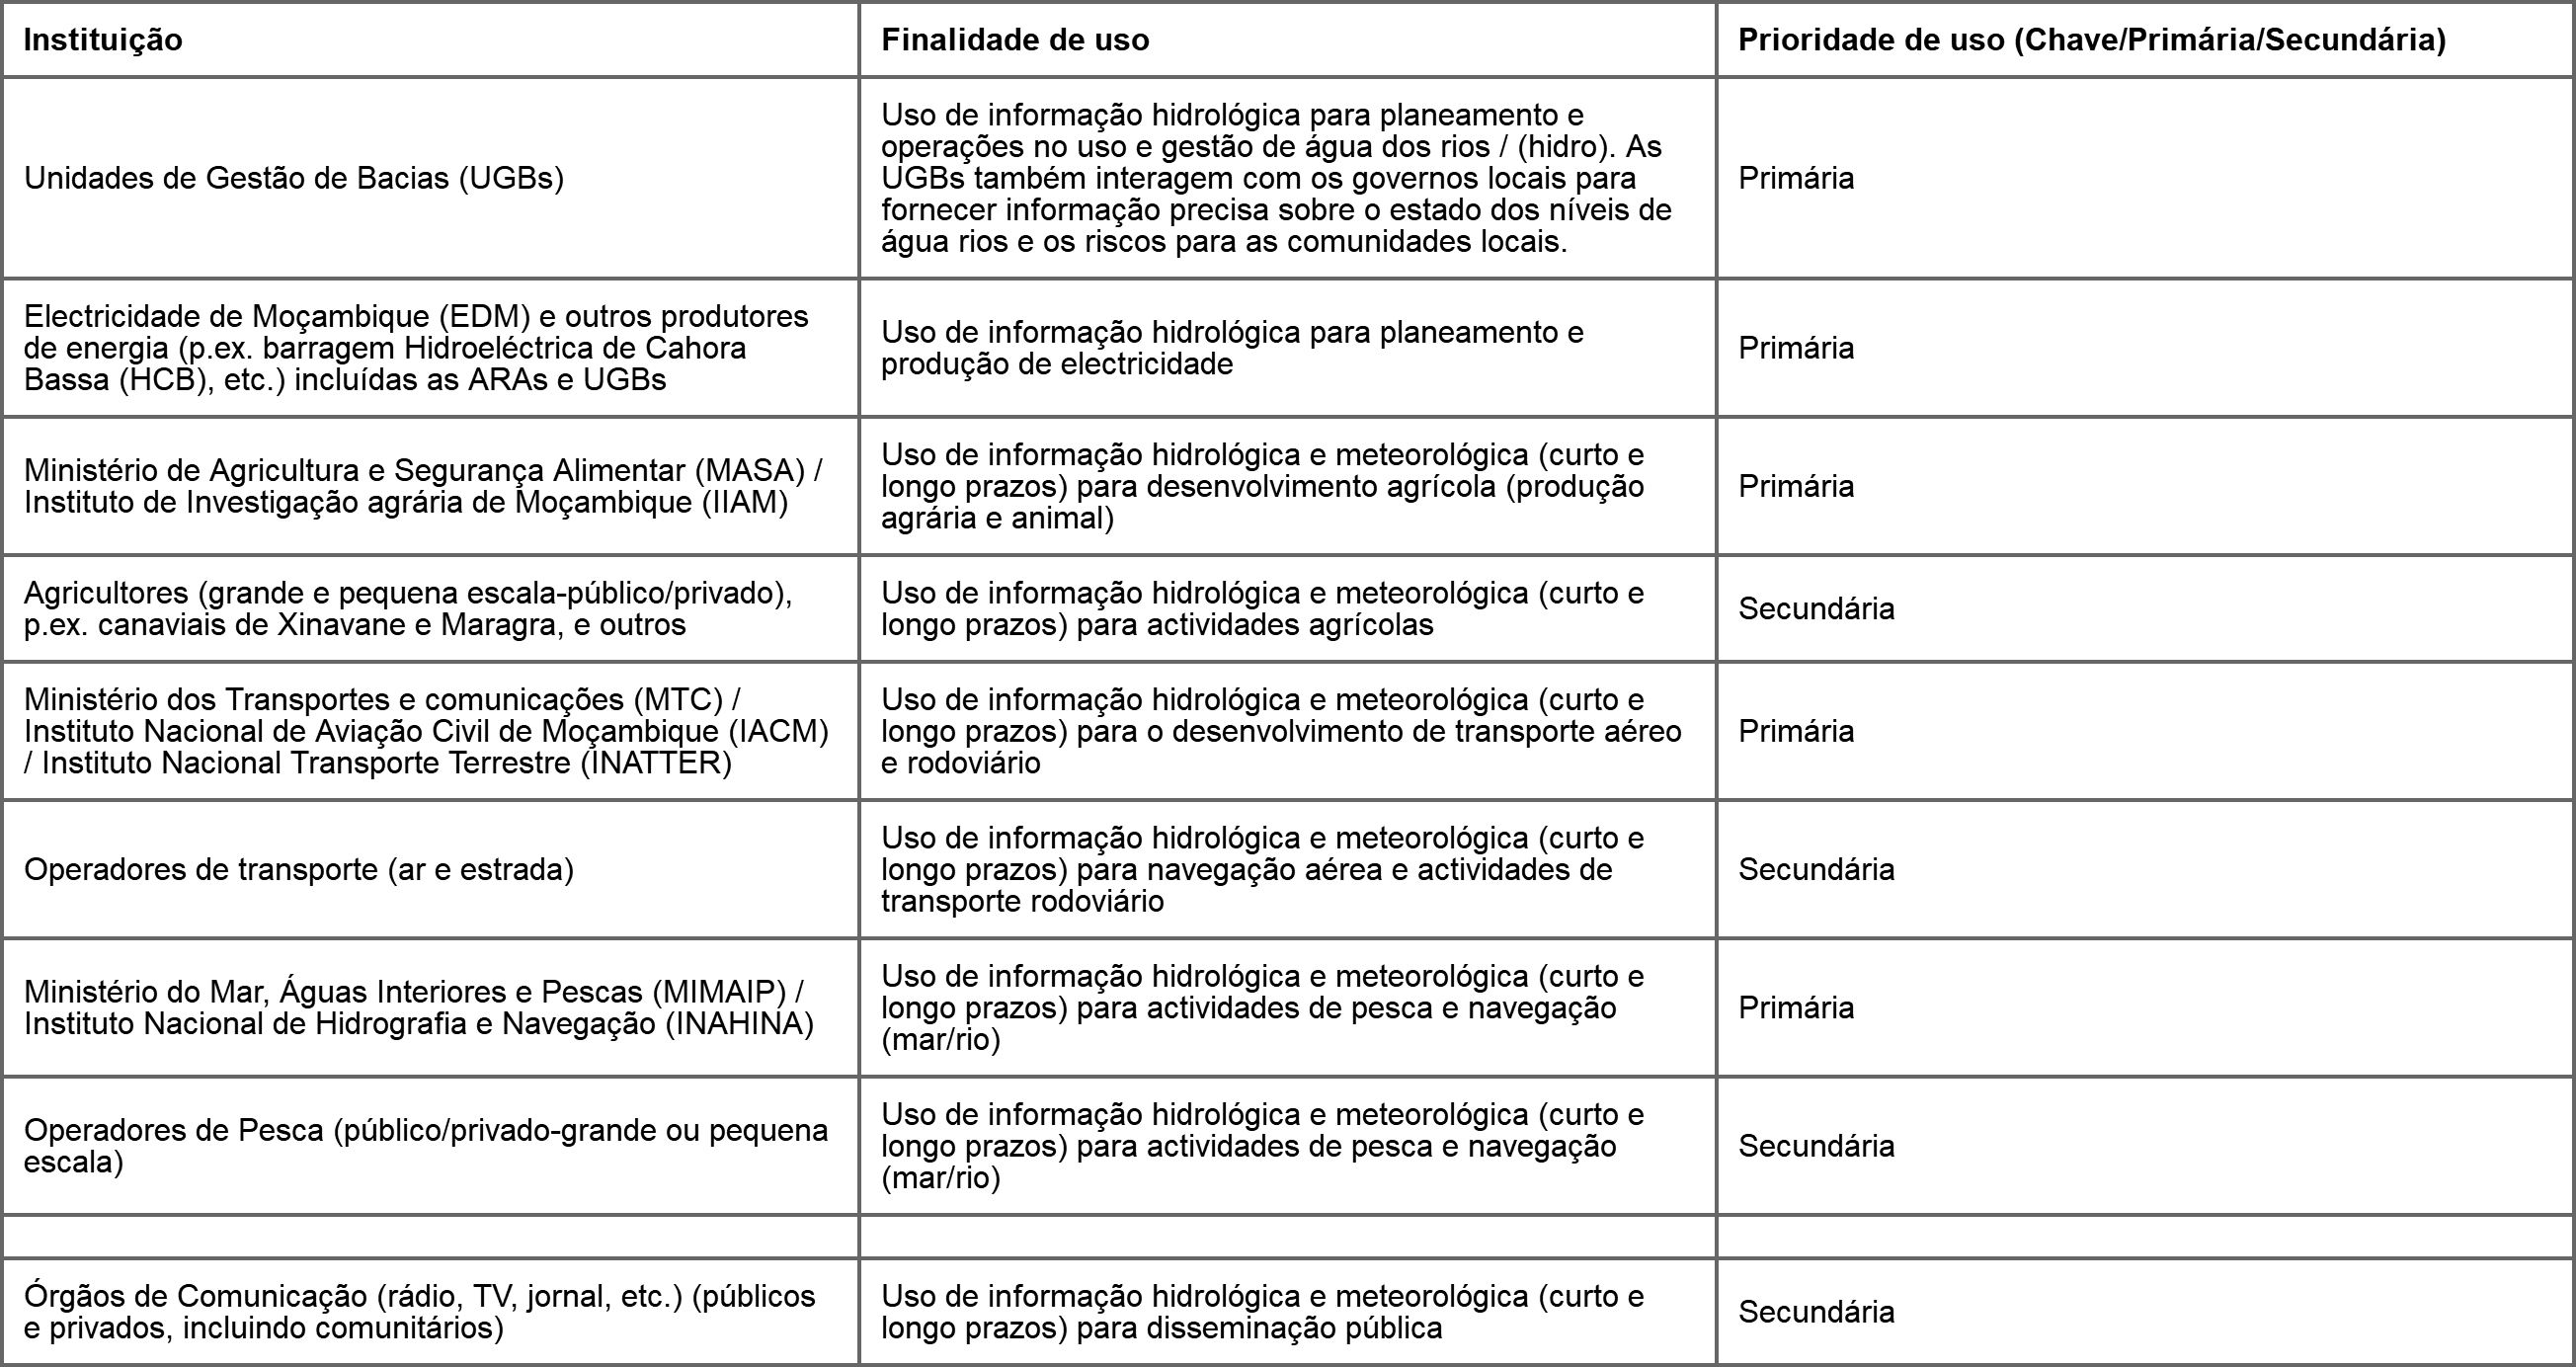 Instituição
Finalidade de uso
Prioridade de uso (Chave/Primária/Secundária)
Unidades de Gestão de Bacias (UGBs)
Uso de informação hidrológica para planeamento e
operações no uso e gestão de água dos rios / (hidro). As
UGBs também interagem com os governos locais para
fornecer informação precisa sobre o estado dos níveis de
água rios e os riscos para as comunidades locais.
Primária
Electricidade de Moçambique (EDM) e outros produtores
de energia (p.ex. barragem Hidroeléctrica de Cahora
Bassa (HCB), etc.) incluídas as ARAs e UGBs
Uso de informação hidrológica para planeamento e
produção de electricidade
Primária
Ministério de Agricultura e Segurança Alimentar (MASA) /
Instituto de Investigação agrária de Moçambique (IIAM)
Uso de informação hidrológica e meteorológica (curto e
longo prazos) para desenvolvimento agrícola (produção
agrária e animal)
Primária
Agricultores (grande e pequena escala-público/privado),
p.ex. canaviais de Xinavane e Maragra, e outros
Uso de informação hidrológica e meteorológica (curto e
longo prazos) para actividades agrícolas
Secundária
Ministério dos Transportes e comunicações (MTC) /
Instituto Nacional de Aviação Civil de Moçambique (IACM)
/ Instituto Nacional Transporte Terrestre (INATTER)
Uso de informação hidrológica e meteorológica (curto e
longo prazos) para o desenvolvimento de transporte aéreo
e rodoviário
Primária
Operadores de transporte (ar e estrada)
Uso de informação hidrológica e meteorológica (curto e
longo prazos) para navegação aérea e actividades de
transporte rodoviário
Secundária
Ministério do Mar, Águas Interiores e Pescas (MIMAIP) /
Instituto Nacional de Hidrografia e Navegação (INAHINA)
Uso de informação hidrológica e meteorológica (curto e
longo prazos) para actividades de pesca e navegação
(mar/rio)
Primária
Operadores de Pesca (público/privado-grande ou pequena
escala)
Uso de informação hidrológica e meteorológica (curto e
longo prazos) para actividades de pesca e navegação
(mar/rio)
Secundária
Órgãos de Comunicação (rádio, TV, jornal, etc.) (públicos
e privados, incluindo comunitários)
Uso de informação hidrológica e meteorológica (curto e
longo prazos) para disseminação pública
Secundária